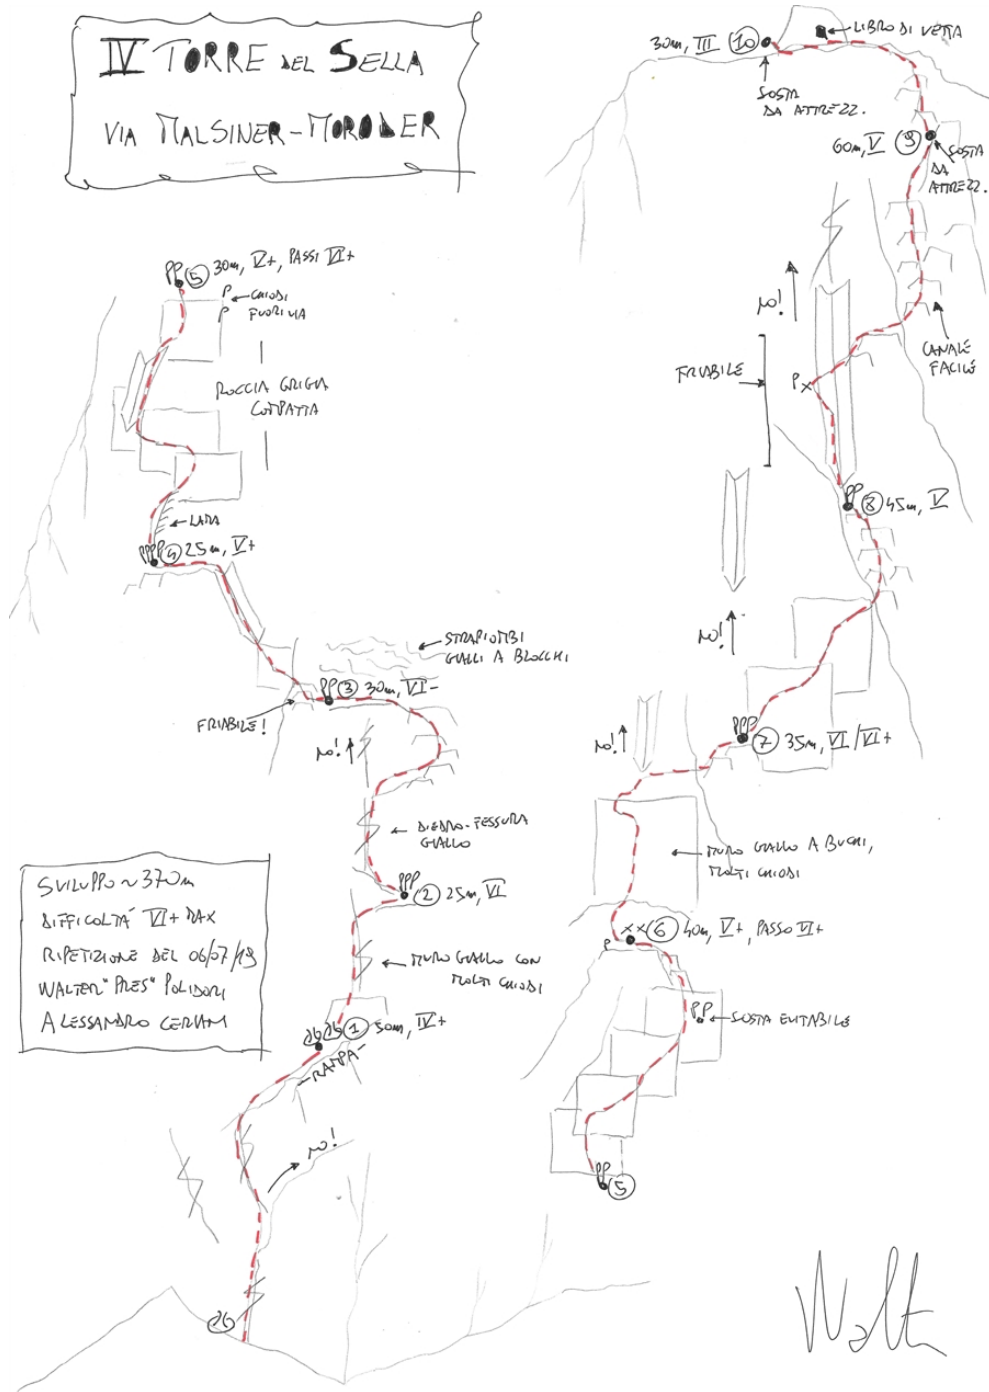 IV TORRE DEL SELLA
VIA MALSINER-MORODER
30m, III 10
LIBRO DI VETTA
SOSTA
DA ATTREZZ.
60m, V 9
SOSTA
DA
ATTREZZ.
PP 5 30m, V+, PASSI VI+
P
P
CHIODI
FUORI VIA
ROCCIA GRIGIA
COMPATTA
NO!
CANALE
FACILE
FRIABILE
P X
PP 8 45m, V
LAMA
PPPP 4 25m, V+
NO!
STRAPIOMBI
GIALLI A BLOCCHI
PP 3 30m, VI-
FRIABILE!
NO!
NO!
PPP 7 35m, VI/VI+
DIEDRO-FESSURA
GIALLO
MURO GIALLO A BUCHI,
MOLTI CHIODI
PPP 2 25m, VI
XX 6 40m, V+, PASSO VI+
P
SVILUPPO ~370m
DIFFICOLTÀ VI+ MAX
RIPETIZIONE DEL 06/07/19
WALTER "PRES" POLIDORI
ALESSANDRO CERIANI
MURO GIALLO CON
MOLTI CHIODI
1 50m, IV+
RAMPA
PP
SOSTA EVITABILE
NO!
PP 5
Walt